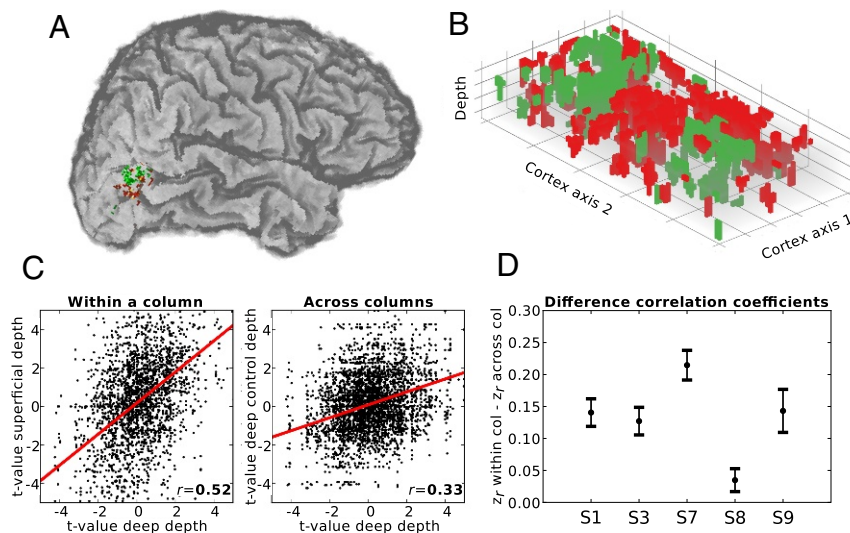 A
B
Depth
Cortex axis 2
Cortex axis 1
C
Within a column
t-value superficial depth
4
2
0
-2
-4
r=0.52
-4 -2 0 2 4
t-value deep depth
Across columns
t-value deep control depth
4
2
0
-2
-4
r=0.33
-4 -2 0 2 4
t-value deep depth
D
Difference correlation coefficients
zr within col - zr across col
0.30
0.25
0.20
0.15
0.10
0.05
0.00
S1 S3 S7 S8 S9